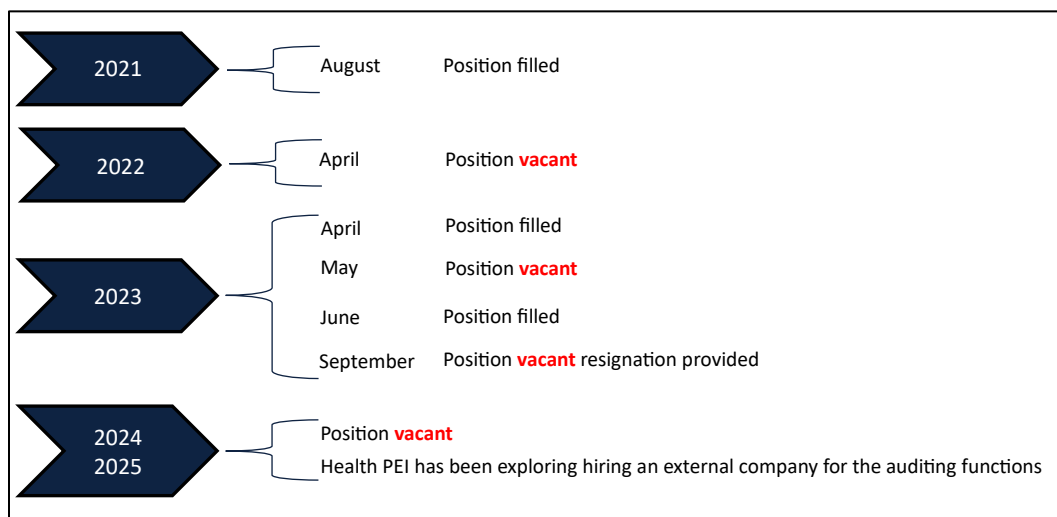 2021
August Position filled
2022
April Position vacant
2023
April Position filled
May Position vacant
June Position filled
September Position vacant resignation provided
2024
2025
Position vacant
Health PEI has been exploring hiring an external company for the auditing functions